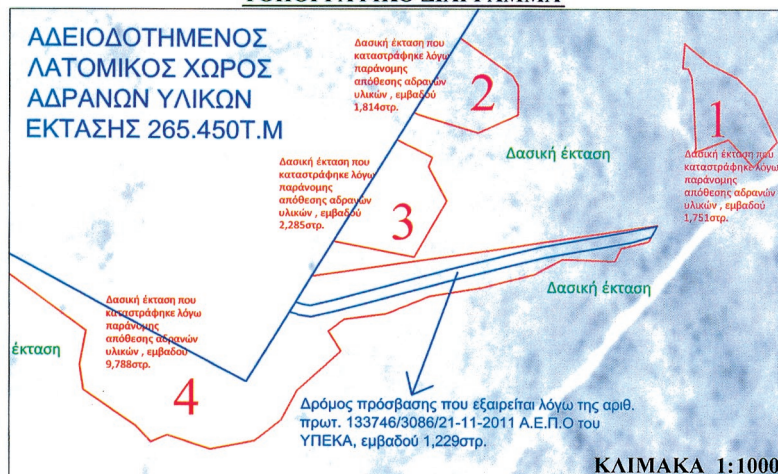 ΤΟΠΟΓΡΑΦΙΚΟ ΔΙΑΓΡΑΜΜΑ
ΑΔΕΙΟΔΟΤΗΜΕΝΟΣ
ΛΑΤΟΜΙΚΟΣ ΧΩΡΟΣ
ΑΔΡΑΝΩΝ ΥΛΙΚΩΝ
ΕΚΤΑΣΗΣ 265.450Τ.Μ
Δασική έκταση που
καταστράφηκε λόγω
παράνομης
απόθεσης αδρανών
υλικών , εμβαδού
1,814στρ.
2
1
Δασική έκταση
Δασική έκταση που
καταστράφηκε λόγω
παράνομης
απόθεσης αδρανών
υλικών , εμβαδού
1,751στρ.
Δασική έκταση που
καταστράφηκε λόγω
παράνομης
απόθεσης αδρανών
υλικών , εμβαδού
2,285στρ.
3
Δασική έκταση
Δασική έκταση που
καταστράφηκε λόγω
παράνομης
απόθεσης αδρανών
υλικών , εμβαδού
9,788στρ.
έκταση
4
Δρόμος πρόσβασης που εξαιρείται λόγω της αριθ.
πρωτ. 133746/3086/21-11-2011 Α.Ε.Π.Ο του
ΥΠΕΚΑ, εμβαδού 1,229στρ.
ΚΛΙΜΑΚΑ 1:1000